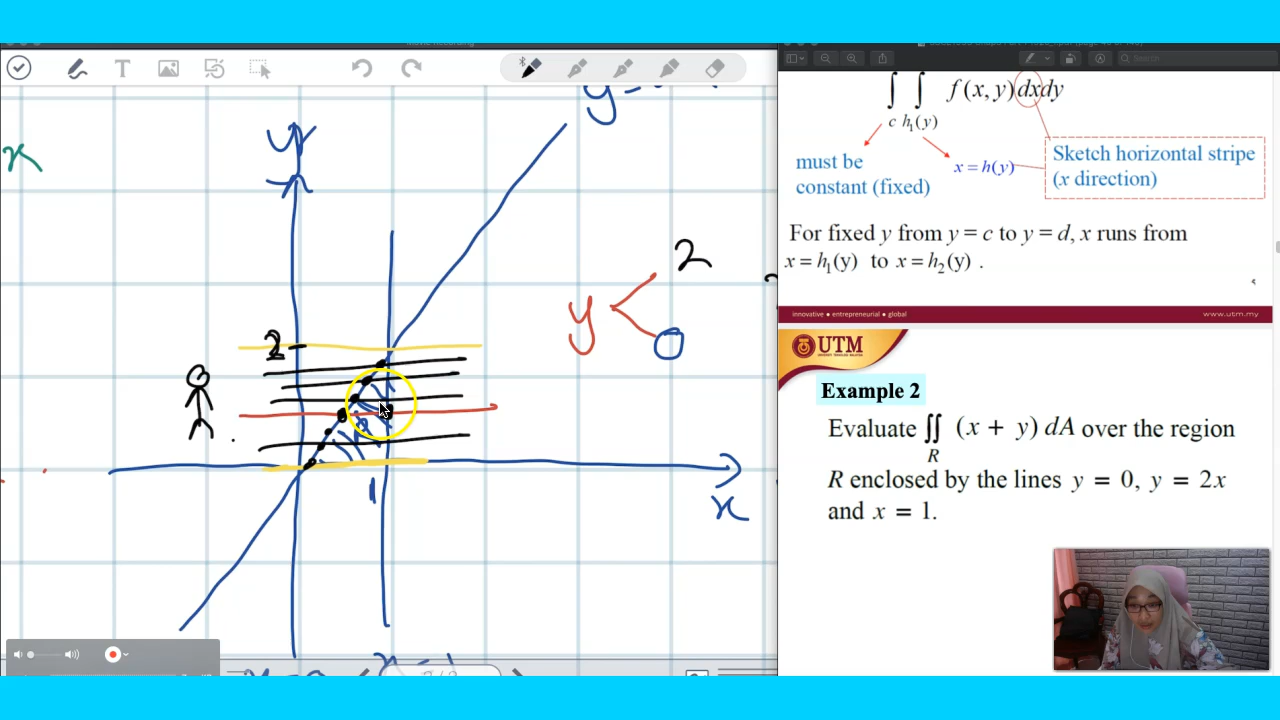 Search
T
x
y
2
1
x
y
2
0
∫ ∫ f(x, y)dxdy
c h₁(y)
must be
constant (fixed)
x = h(y)
Sketch horizontal stripe
(x direction)
For fixed y from y = c to y = d, x runs from
x = h₁(y) to x = h₂(y) .
innovative ● entrepreneurial ● global
www.utm.my
UTM
Example 2
Evaluate ∬ (x + y) dA over the region
R
R enclosed by the lines y = 0, y = 2x
and x = 1.